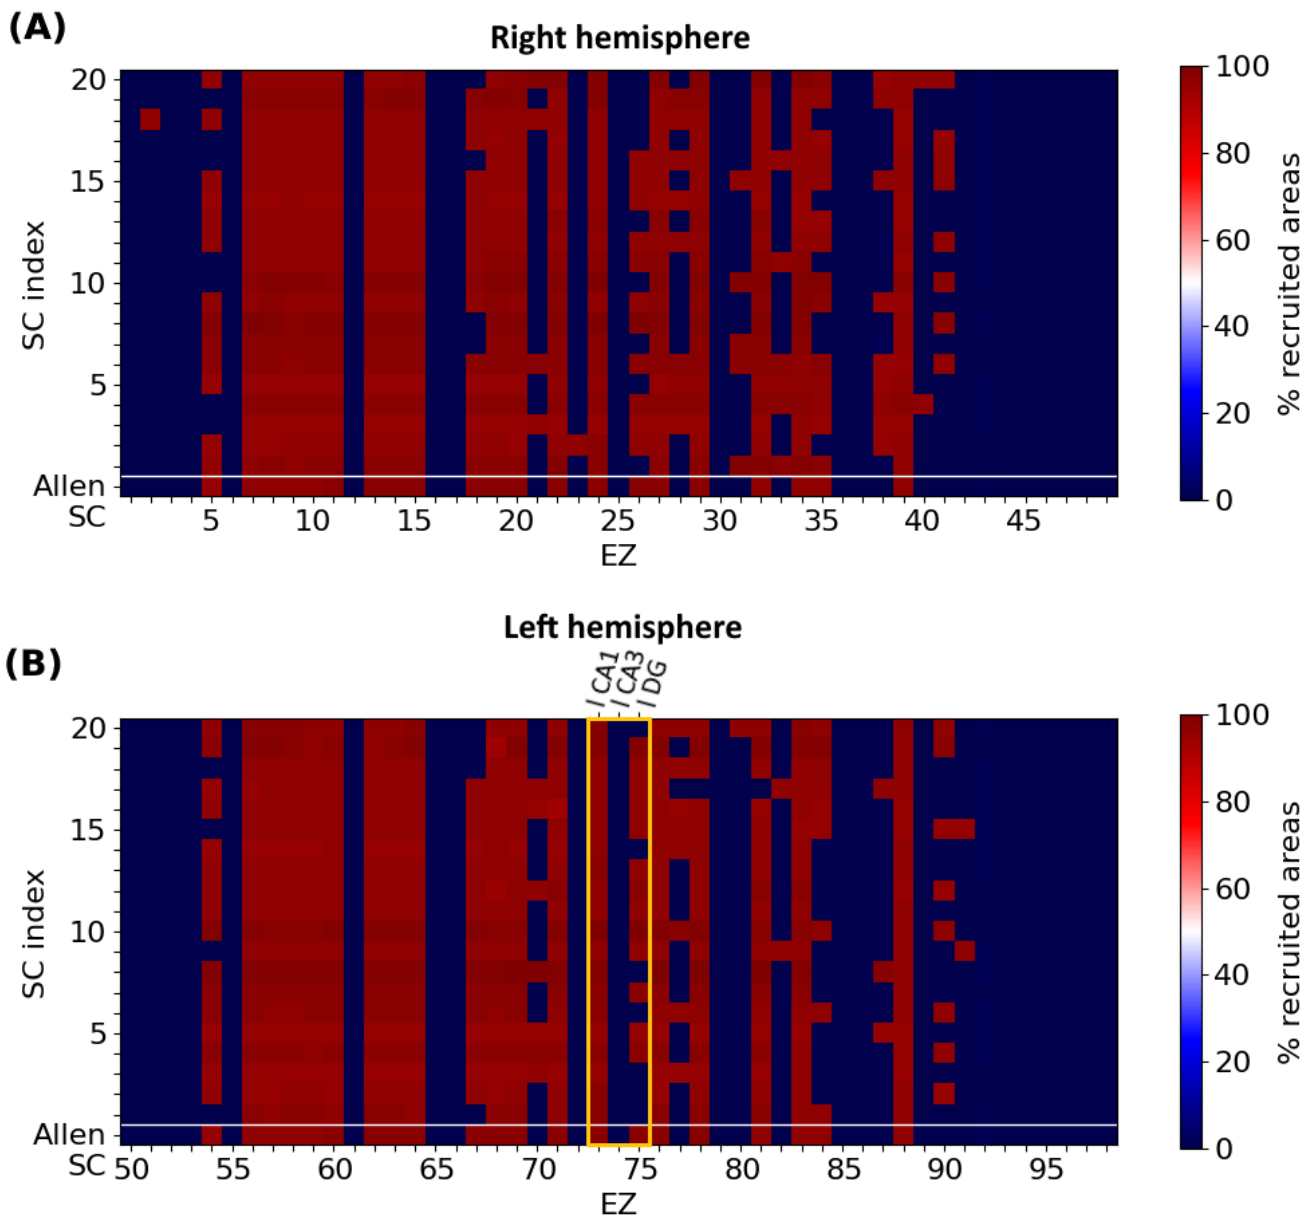 (A)
Right hemisphere
20
15
10
5
Allen
SC
SC index
5 10 15 20 25 30 35 40 45
EZ
100
80
60
40
20
0
% recruited areas
(B)
Left hemisphere
l CA1
l CA3
l DG
20
15
10
5
Allen
SC
SC index
50 55 60 65 70 75 80 85 90 95
EZ
100
80
60
40
20
0
% recruited areas